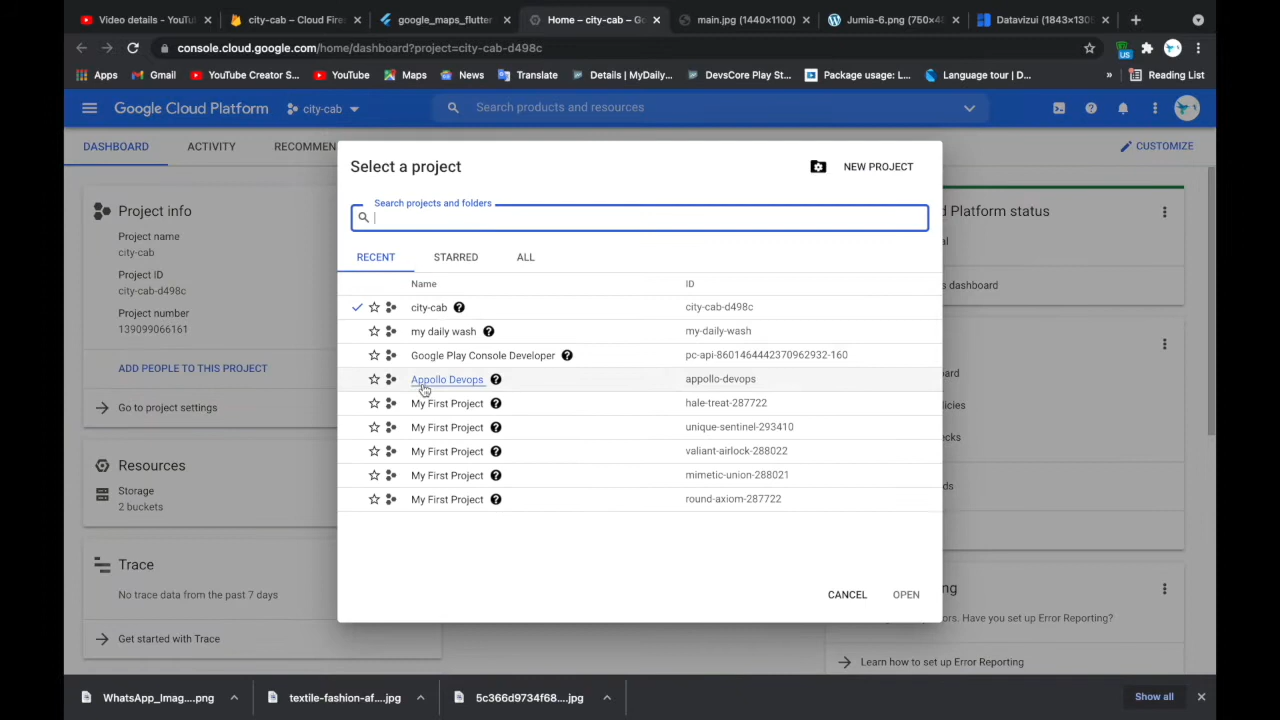 Video details - YouTu
city-cab – Cloud Fire
google_maps_flutter
Home – city-cab – Go
main.jpg (1440×1100)
Jumia-6.png (750×48
Datavizui (1843×1305
console.cloud.google.com/home/dashboard?project=city-cab-d498c
US
Apps
Gmail
YouTube Creator S...
YouTube
Maps
News
Translate
Details | MyDaily...
DevsCore Play St...
Package usage: L...
Language tour | D...
»
Reading List
Google Cloud Platform
city-cab
Search products and resources
DASHBOARD
ACTIVITY
RECOMMEN
CUSTOMIZE
Select a project
NEW PROJECT
Search projects and folders
RECENT
STARRED
ALL
Name
ID
city-cab
city-cab-d498c
my daily wash
my-daily-wash
Google Play Console Developer
pc-api-8601464442370962932-160
Appollo Devops
appollo-devops
My First Project
hale-treat-287722
My First Project
unique-sentinel-293410
My First Project
valiant-airlock-288022
My First Project
mimetic-union-288021
My First Project
round-axiom-287722
CANCEL
OPEN
Project info
Project name
city-cab
Project ID
city-cab-d498c
Project number
139099066161
ADD PEOPLE TO THIS PROJECT
Go to project settings
Resources
Storage
2 buckets
Trace
No trace data from the past 7 days
Get started with Trace
d Platform status
al
s dashboard
ard
licies
ecks
ds
ng
ors. Have you set up Error Reporting?
Learn how to set up Error Reporting
WhatsApp_Imag....png
textile-fashion-af....jpg
5c366d9734f68....jpg
Show all